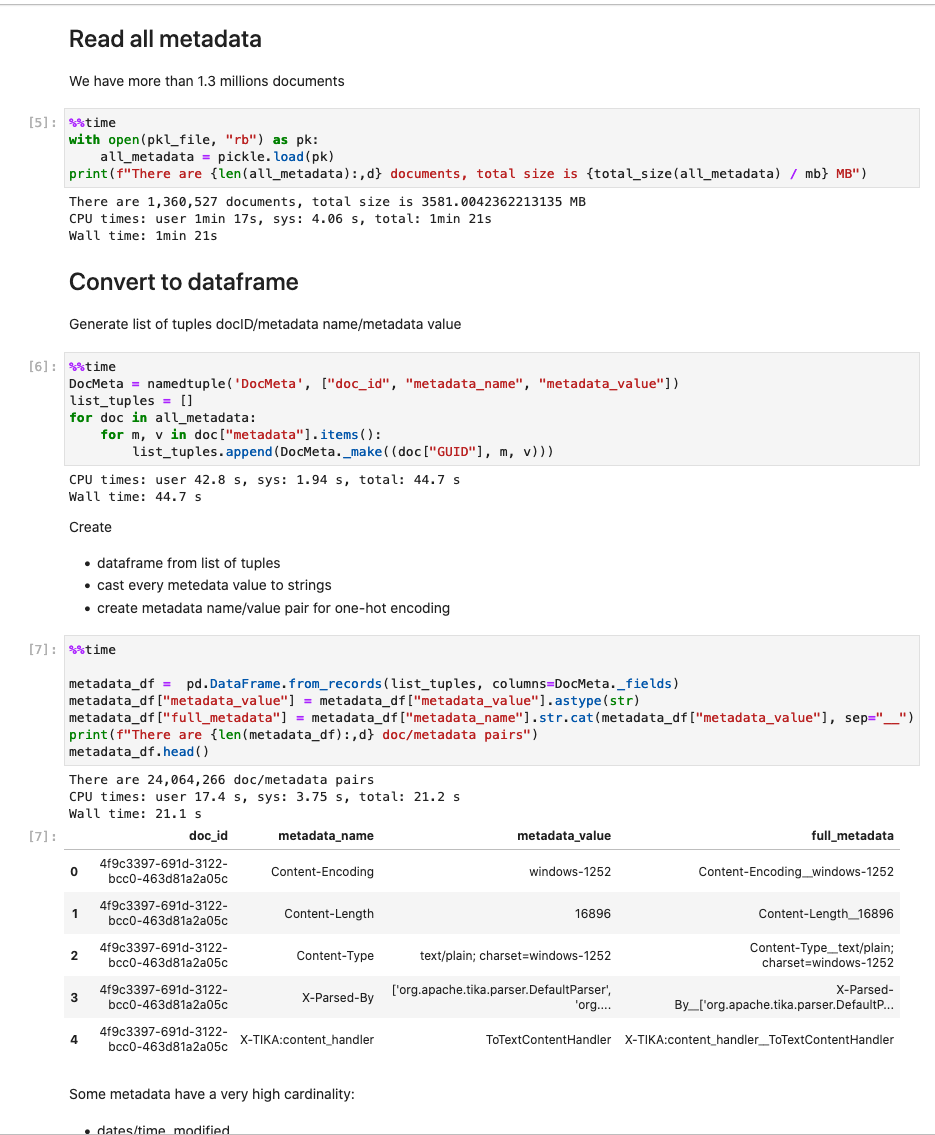 Read all metadata
We have more than 1.3 millions documents
[5]:
%%time
with open(pkl_file, "rb") as pk:
    all_metadata = pickle.load(pk)
print(f"There are {len(all_metadata):,d} documents, total size is {total_size(all_metadata) / mb} MB")
There are 1,360,527 documents, total size is 3581.0042362213135 MB
CPU times: user 1min 17s, sys: 4.06 s, total: 1min 21s
Wall time: 1min 21s
Convert to dataframe
Generate list of tuples docID/metadata name/metadata value
[6]:
%%time
DocMeta = namedtuple('DocMeta', ["doc_id", "metadata_name", "metadata_value"])
list_tuples = []
for doc in all_metadata:
    for m, v in doc["metadata"].items():
        list_tuples.append(DocMeta._make((doc["GUID"], m, v)))
CPU times: user 42.8 s, sys: 1.94 s, total: 44.7 s
Wall time: 44.7 s
Create
• dataframe from list of tuples
• cast every metedata value to strings
• create metadata name/value pair for one-hot encoding
[7]:
%%time
metadata_df =  pd.DataFrame.from_records(list_tuples, columns=DocMeta._fields)
metadata_df["metadata_value"] = metadata_df["metadata_value"].astype(str)
metadata_df["full_metadata"] = metadata_df["metadata_name"].str.cat(metadata_df["metadata_value"], sep="__")
print(f"There are {len(metadata_df):,d} doc/metadata pairs")
metadata_df.head()
There are 24,064,266 doc/metadata pairs
CPU times: user 17.4 s, sys: 3.75 s, total: 21.2 s
Wall time: 21.1 s
[7]:
doc_id metadata_name metadata_value full_metadata
0 4f9c3397-691d-3122-
bcc0-463d81a2a05c Content-Encoding windows-1252 Content-Encoding__windows-1252
1 4f9c3397-691d-3122-
bcc0-463d81a2a05c Content-Length 16896 Content-Length__16896
2 4f9c3397-691d-3122-
bcc0-463d81a2a05c Content-Type text/plain; charset=windows-1252 Content-Type__text/plain;
charset=windows-1252
3 4f9c3397-691d-3122-
bcc0-463d81a2a05c X-Parsed-By ['org.apache.tika.parser.DefaultParser',
'org.... X-Parsed-
By__['org.apache.tika.parser.DefaultP...
4 4f9c3397-691d-3122-
bcc0-463d81a2a05c X-TIKA:content_handler ToTextContentHandler X-TIKA:content_handler__ToTextContentHandler
Some metadata have a very high cardinality:
• dates/time, modified